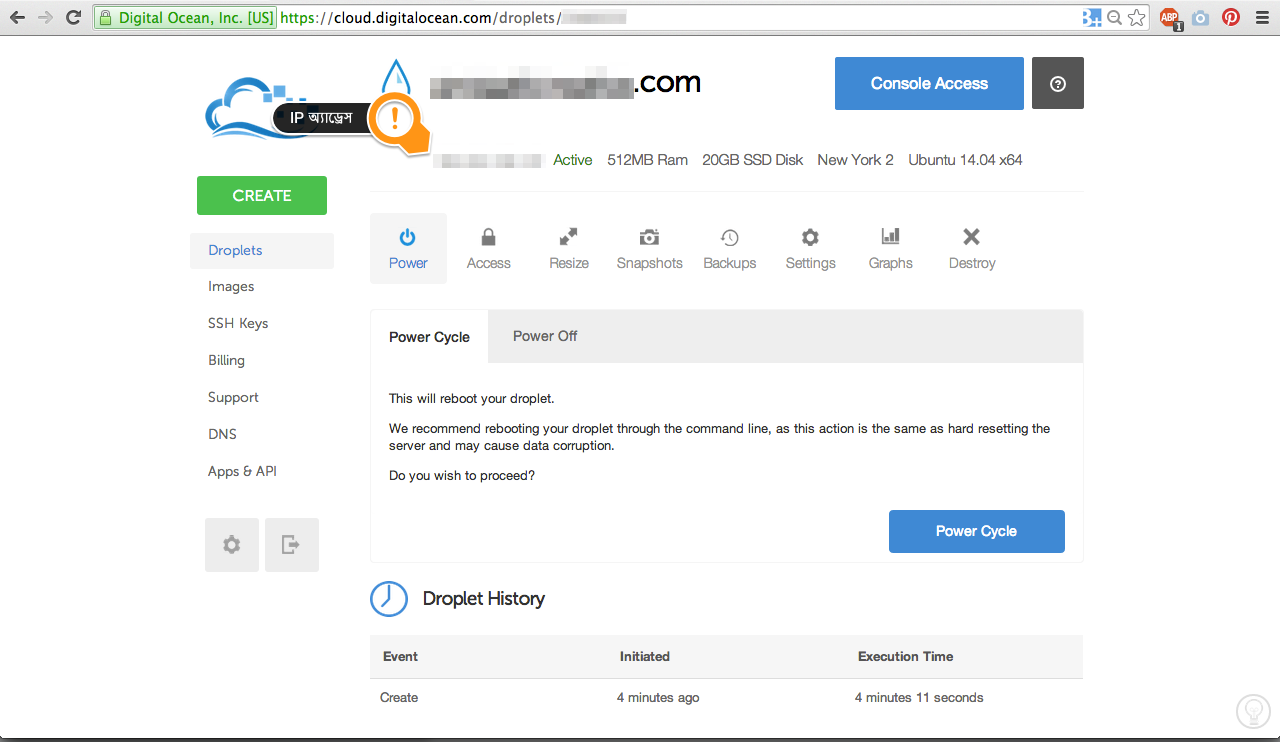 Digital Ocean, Inc. [US] https://cloud.digitalocean.com/droplets/
ABP 1
.com
Console Access
IP অ্যাড্রেস
Active 512MB Ram 20GB SSD Disk New York 2 Ubuntu 14.04 x64
CREATE
Droplets
Images
SSH Keys
Billing
Support
DNS
Apps & API
Power Access Resize Snapshots Backups Settings Graphs Destroy
Power Cycle Power Off
This will reboot your droplet.
We recommend rebooting your droplet through the command line, as this action is the same as hard resetting the
server and may cause data corruption.
Do you wish to proceed?
Power Cycle
Droplet History
Event Initiated Execution Time
Create 4 minutes ago 4 minutes 11 seconds